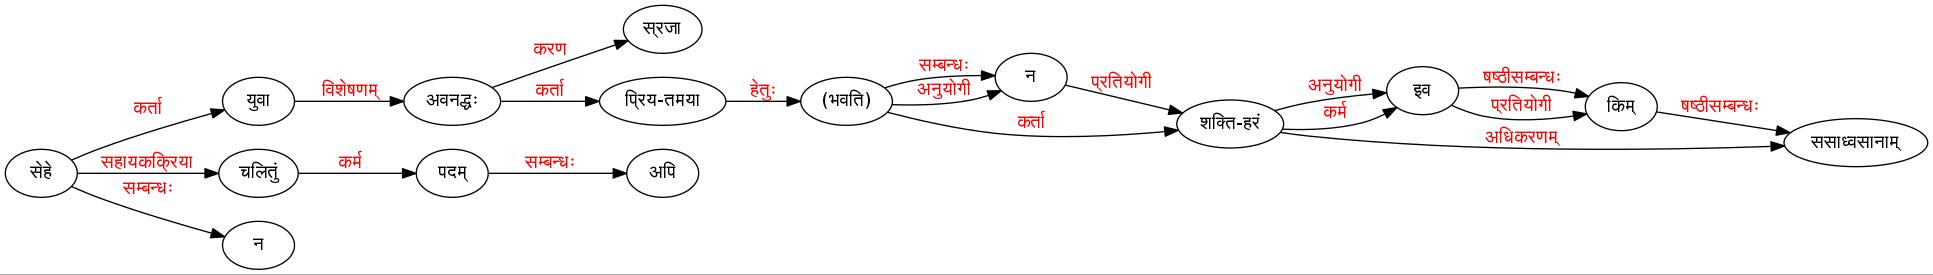 स्रजा
करण
सम्बन्धः
न
षष्ठीसम्बन्धः
युवा
विशेषणम्
अवनद्धः
कर्ता
प्रिय-तमया
हेतुः
(भवति)
अनुयोगी
प्रतियोगी
अनुयोगी
इव
प्रतियोगी
किम्
षष्ठीसम्बन्धः
कर्ता
कर्ता
शक्ति-हरं
कर्म
अधिकरणम्
ससाध्वसानाम्
सेहे
सहायकक्रिया
चलितुं
कर्म
पदम्
सम्बन्धः
अपि
सम्बन्धः
न